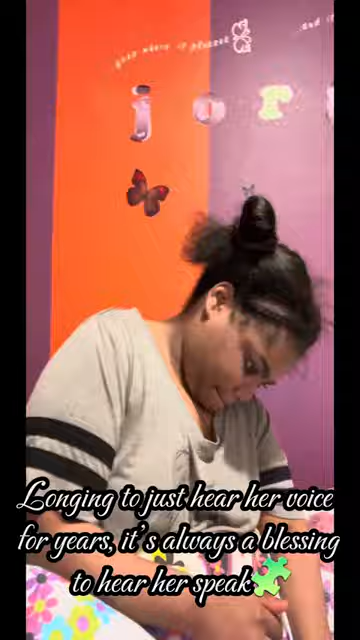 j o r
Longing to just hear her voice
for years, it's always a blessing
to hear her speak